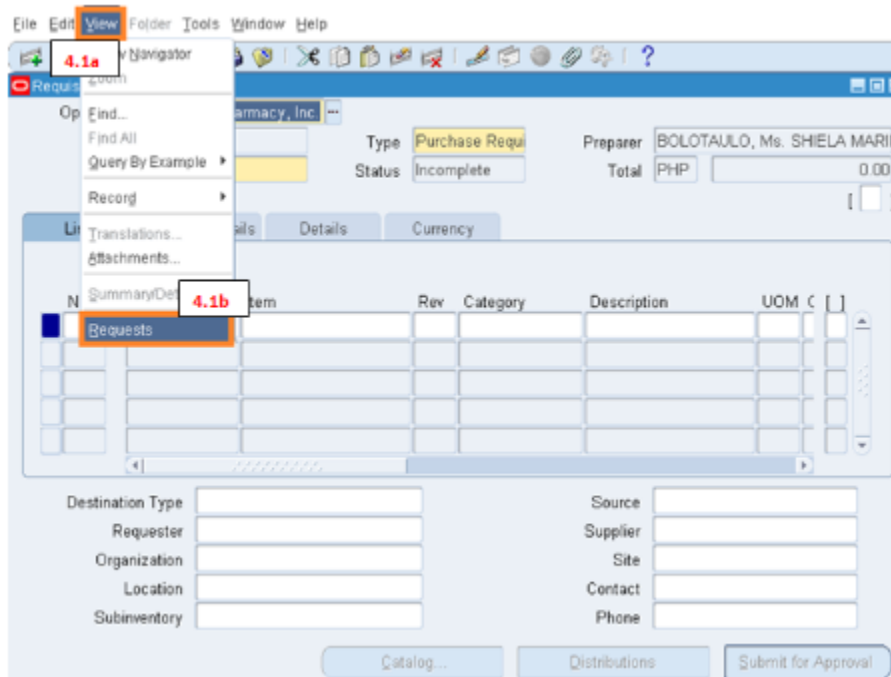 File Edit View Folder Tools Window Help
4.1a Navigator
Zoom
Requis
Op Find... armacy, Inc.
Find All Type Purchase Requi Preparer BOLOTAULO, Ms. SHIELA MARI
Query By Example Status Incomplete Total PHP 0.00
Record [ ]
Li Translations... ails Details Currency
Attachments...
N Summary/Det 4.1b tem Rev Category Description UOM [ ]
Requests
Destination Type Source
Requester Supplier
Organization Site
Location Contact
Subinventory Phone
Catalog... Distributions Submit for Approval